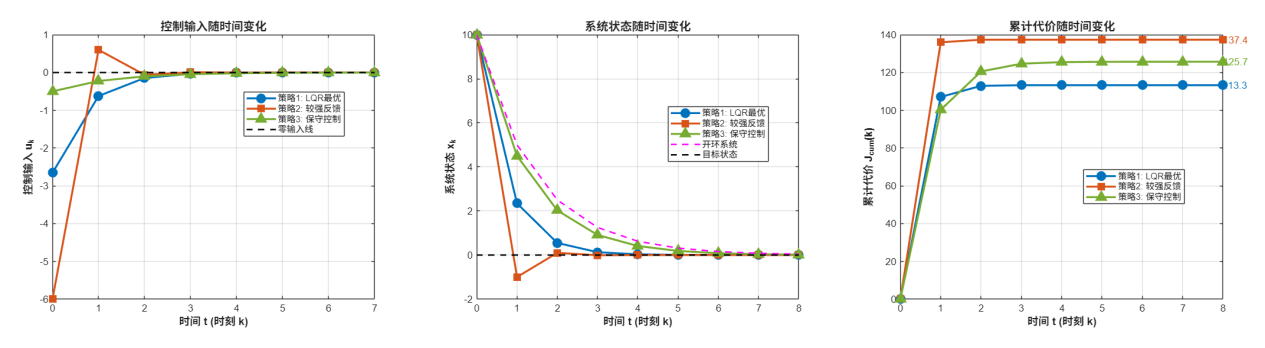 控制输入随时间变化
1
0
-1
-2
-3
-4
-5
-6
0 1 2 3 4 5 6 7
控制输入 uk
时间 t (时刻 k)
策略1: LQR最优
策略2: 较强反馈
策略3: 保守控制
零输入线
系统状态随时间变化
10
8
6
4
2
0
-2
0 1 2 3 4 5 6 7 8
系统状态 xk
时间 t (时刻 k)
策略1: LQR最优
策略2: 较强反馈
策略3: 保守控制
开环系统
目标状态
累计代价随时间变化
140
120
100
80
60
40
20
0
0 1 2 3 4 5 6 7 8
累计代价 Jcum(k)
时间 t (时刻 k)
策略1: LQR最优
策略2: 较强反馈
策略3: 保守控制
37.4
25.7
13.3